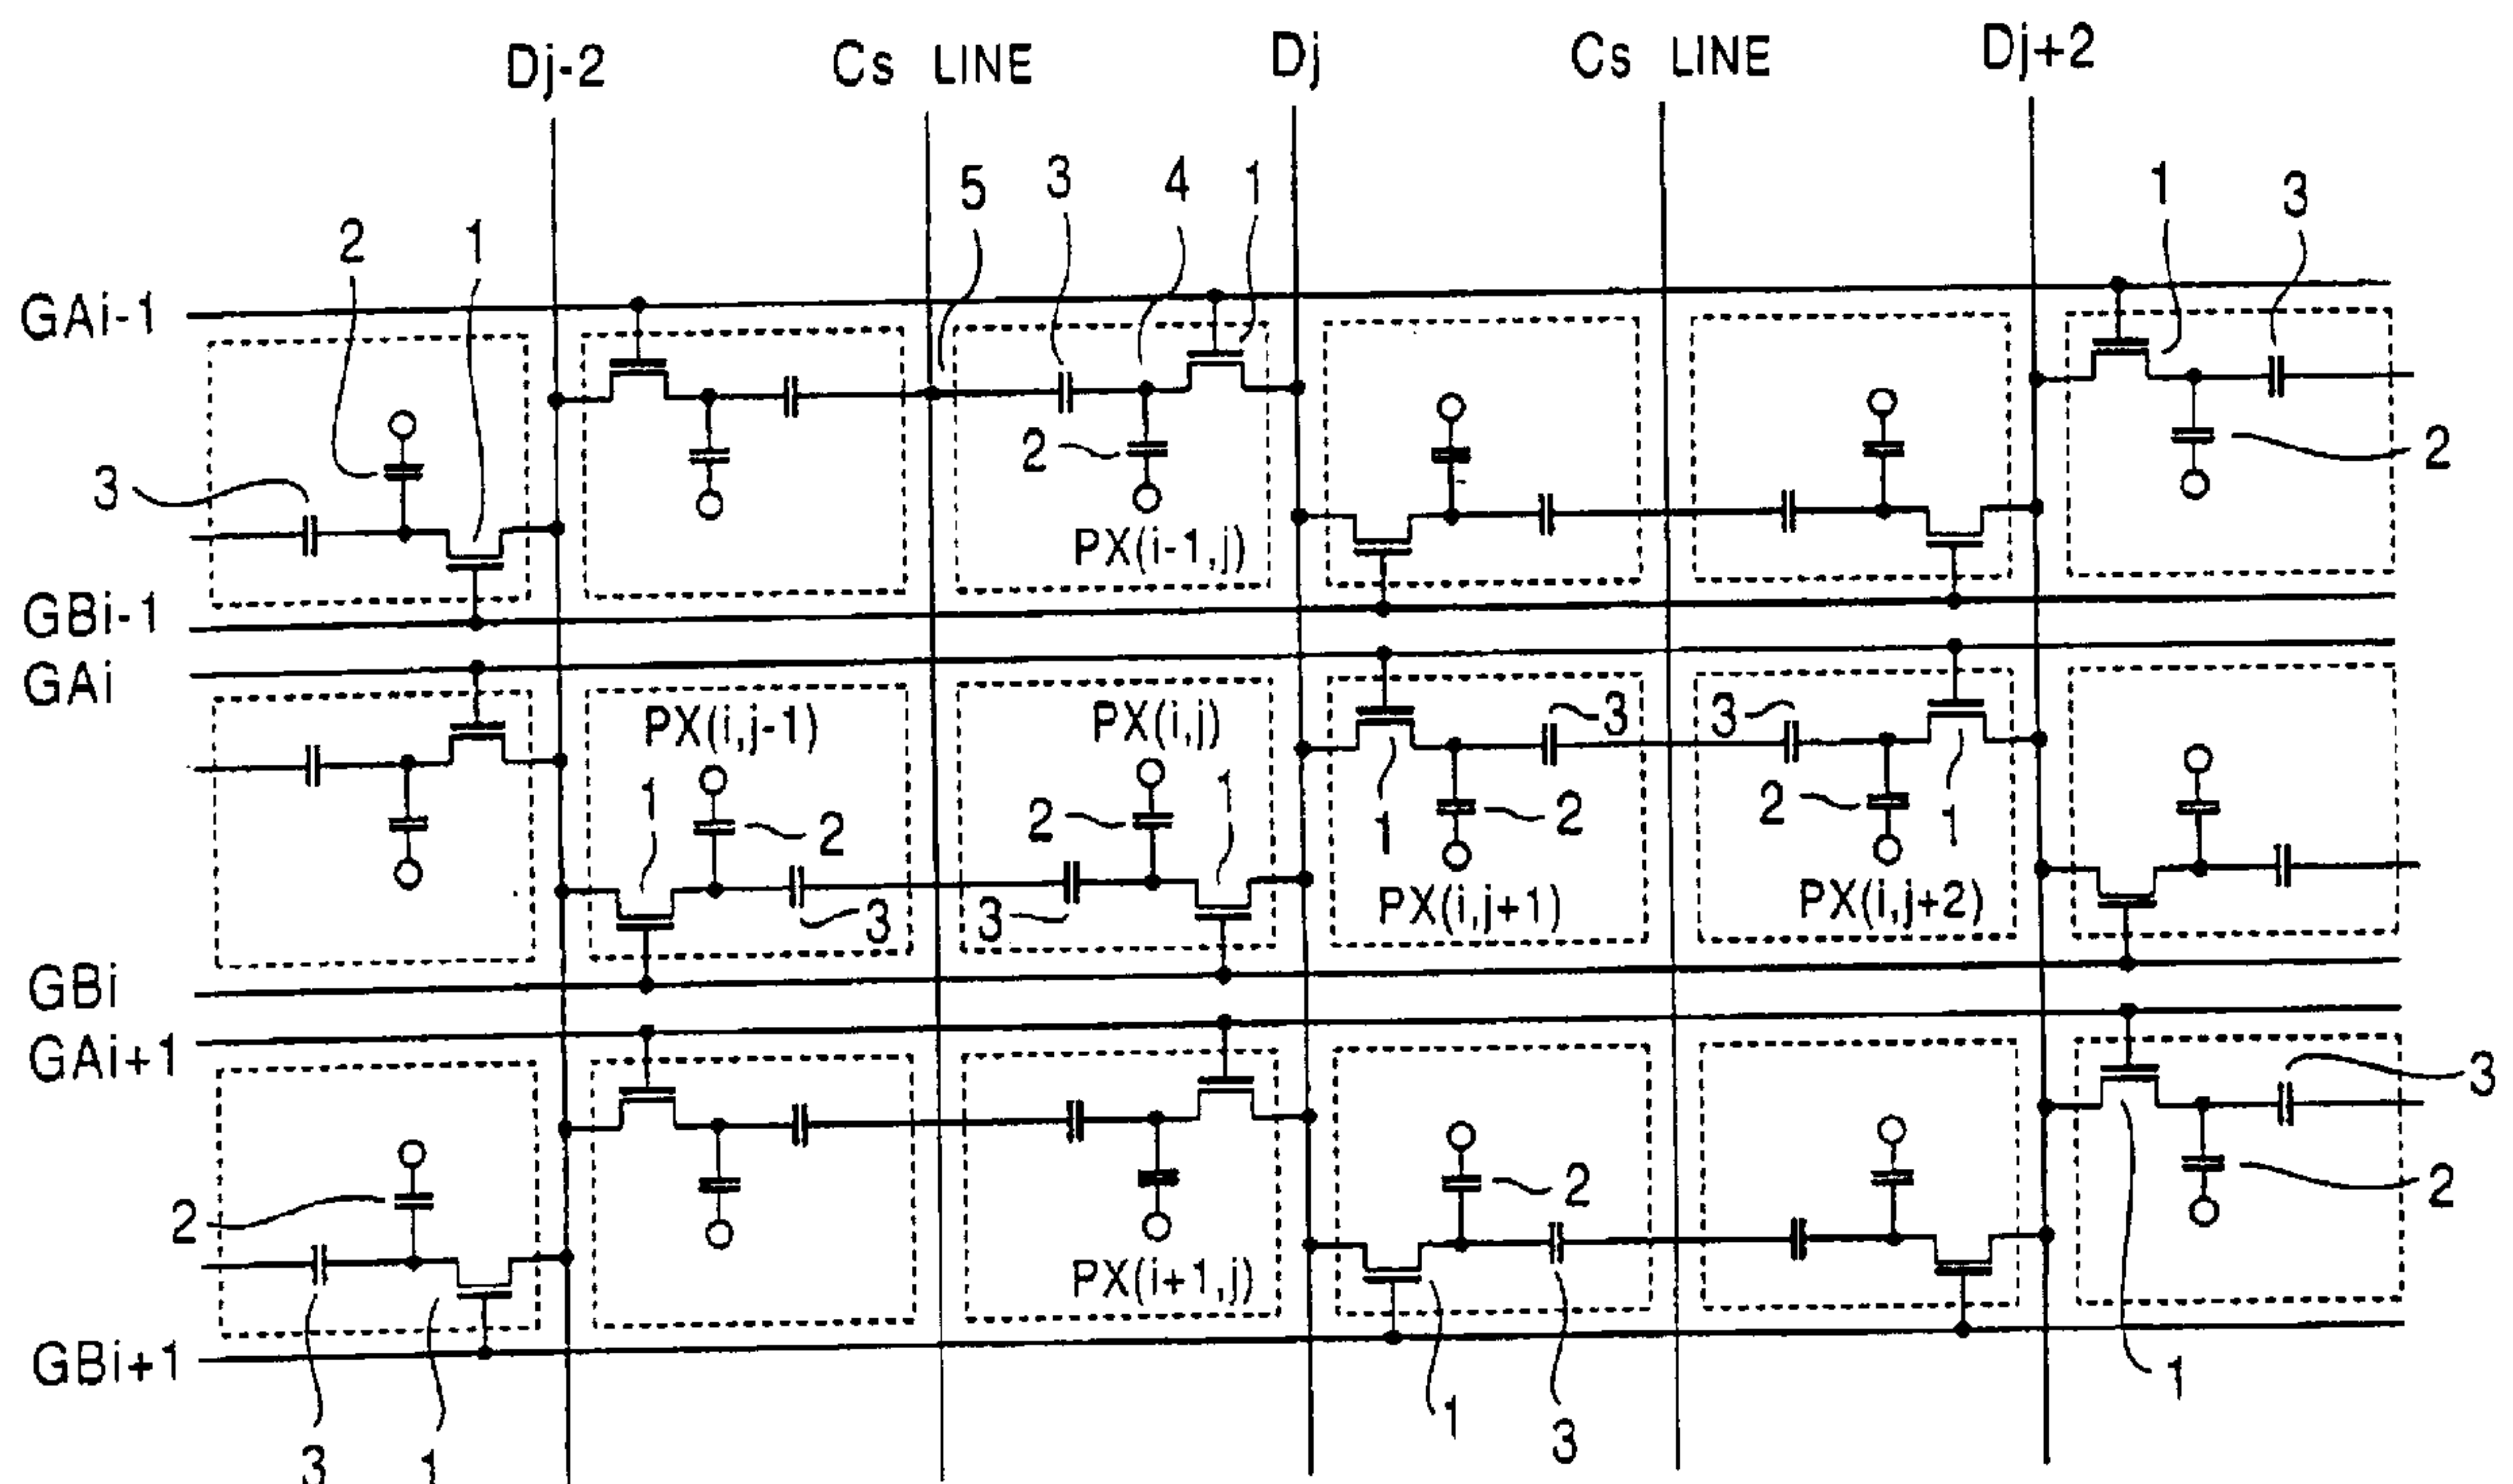 Dj-2 Cs LINE Dj Cs LINE Dj+2
5 3 4 1 1 3
2 1
GAi-1
3 2 2
PX(i-1,j)
GBi-1
GAi
PX(i,j-1) PX(i,j) 3 3
1 2 2 1 1 2 2 1
3 3 PX(i,j+1) PX(i,j+2)
GBi
GAi+1
3
2 2 2
PX(i+1,j)
GBi+1
1
1 3
3 1